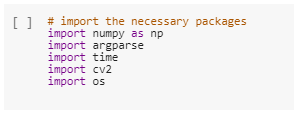 [ ] # import the necessary packages
import numpy as np
import argparse
import time
import cv2
import os